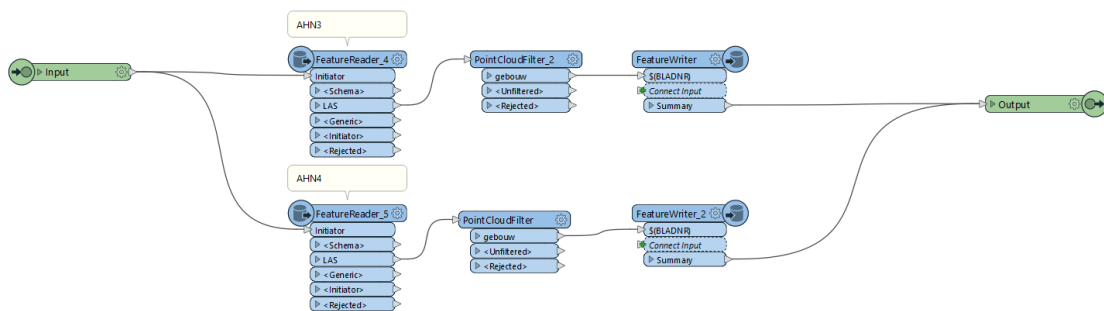 AHN3
FeatureReader_4
PointCloudFilter_2
FeatureWriter
Input
Initiator
gebouw
$(BLADNR)
<Schema>
<Unfiltered>
Connect Input
LAS
<Rejected>
Summary
Output
<Generic>
<Initiator>
<Rejected>
AHN4
FeatureReader_5
PointCloudFilter
FeatureWriter_2
Initiator
gebouw
$(BLADNR)
<Schema>
<Unfiltered>
Connect Input
LAS
<Rejected>
Summary
<Generic>
<Initiator>
<Rejected>